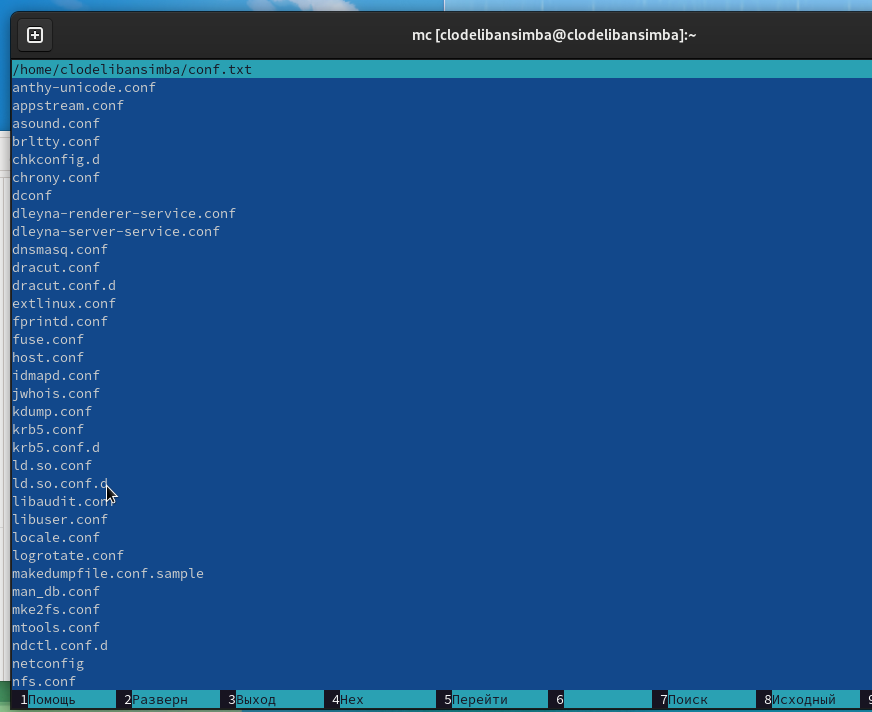 mc [clodelibansimba@clodelibansimba]:~
/home/clodelibansimba/conf.txt
anthy-unicode.conf
appstream.conf
asound.conf
brltty.conf
chkconfig.d
chrony.conf
dconf
dleyna-renderer-service.conf
dleyna-server-service.conf
dnsmasq.conf
dracut.conf
dracut.conf.d
extlinux.conf
fprintd.conf
fuse.conf
host.conf
idmapd.conf
jwhois.conf
kdump.conf
krb5.conf
krb5.conf.d
ld.so.conf
ld.so.conf.d
libaudit.conf
libuser.conf
locale.conf
logrotate.conf
makedumpfile.conf.sample
man_db.conf
mke2fs.conf
mtools.conf
ndctl.conf.d
netconfig
nfs.conf
1Помощь 2Разверн 3Выход 4Hex 5Перейти 6 7Поиск 8Исходный 9